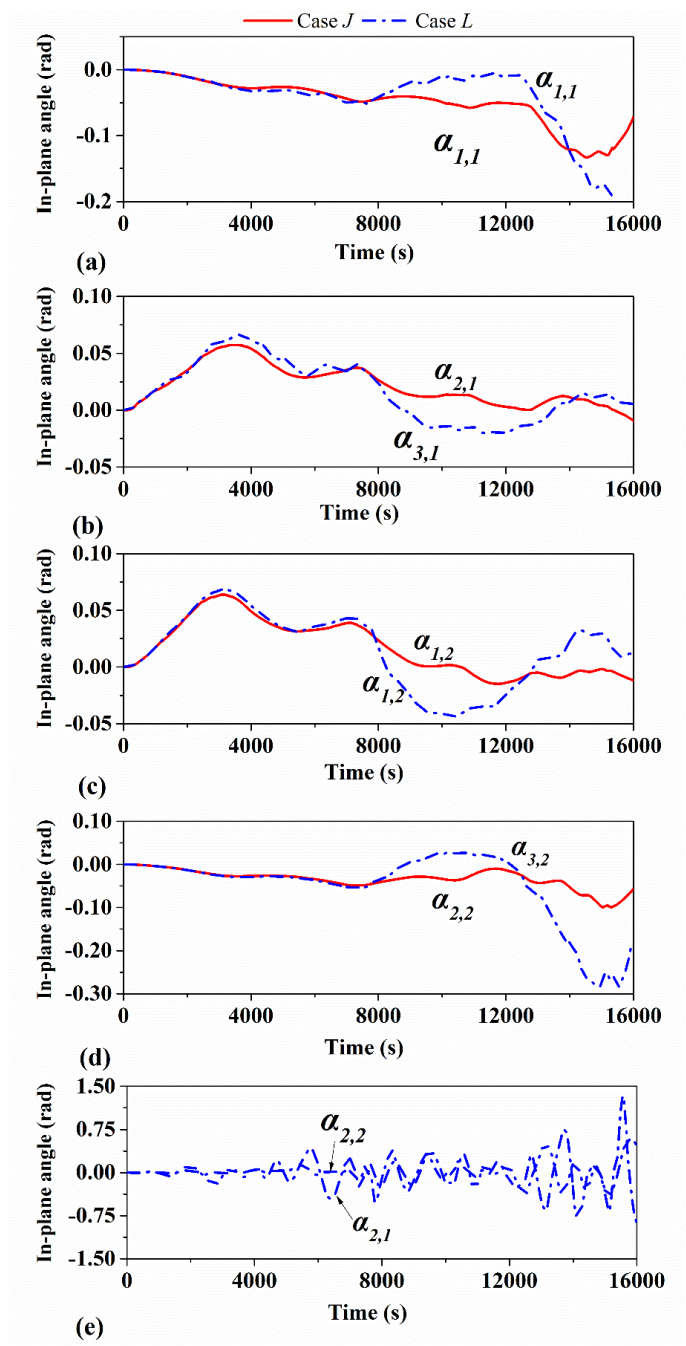 Case J Case L
In-plane angle (rad)
0.0
-0.1
-0.2
α1,1
α1,1
0 4000 8000 12000 16000
Time (s)
(a)
In-plane angle (rad)
0.10
0.05
0.00
-0.05
α2,1
α3,1
0 4000 8000 12000 16000
Time (s)
(b)
In-plane angle (rad)
0.10
0.05
0.00
-0.05
α1,2
α1,2
0 4000 8000 12000 16000
Time (s)
(c)
In-plane angle (rad)
0.10
0.00
-0.10
-0.20
-0.30
α3,2
α2,2
0 4000 8000 12000 16000
Time (s)
(d)
In-plane angle (rad)
1.50
0.75
0.00
-0.75
-1.50
α2,2
α2,1
0 4000 8000 12000 16000
Time (s)
(e)